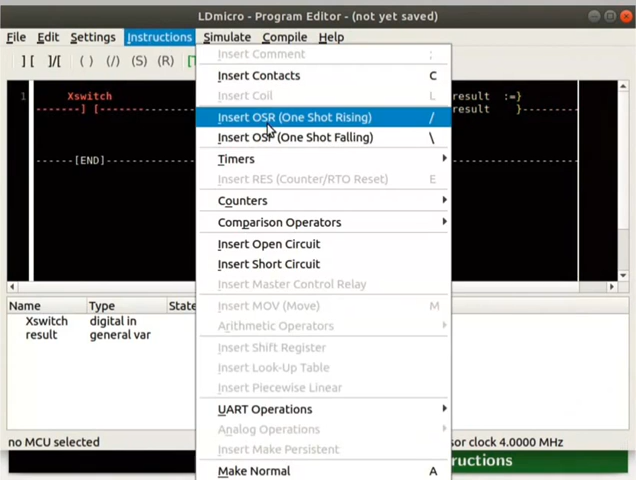 LDmicro - Program Editor - (not yet saved)
File Edit Settings Instructions Simulate Compile Help
] [ ]/[ ( ) (/) (S) (R)
Insert Comment ;
Insert Contacts C
Insert Coil L
Insert OSR (One Shot Rising) /
Insert OSF (One Shot Falling) \
Timers
Insert RES (Counter/RTO Reset) E
Counters
Comparison Operators
Insert Open Circuit
Insert Short Circuit
Insert Master Control Relay
Insert MOV (Move) M
Arithmetic Operators
Insert Shift Register
Insert Look-Up Table
Insert Piecewise Linear
UART Operations
Analog Operations
Insert Make Persistent
Make Normal A
1 Xswitch
-------] [-------
result :=}
result }
-----[END]-----
Name Type State
Xswitch digital in
result general var
no MCU selected
sor clock 4.0000 MHz
ructions